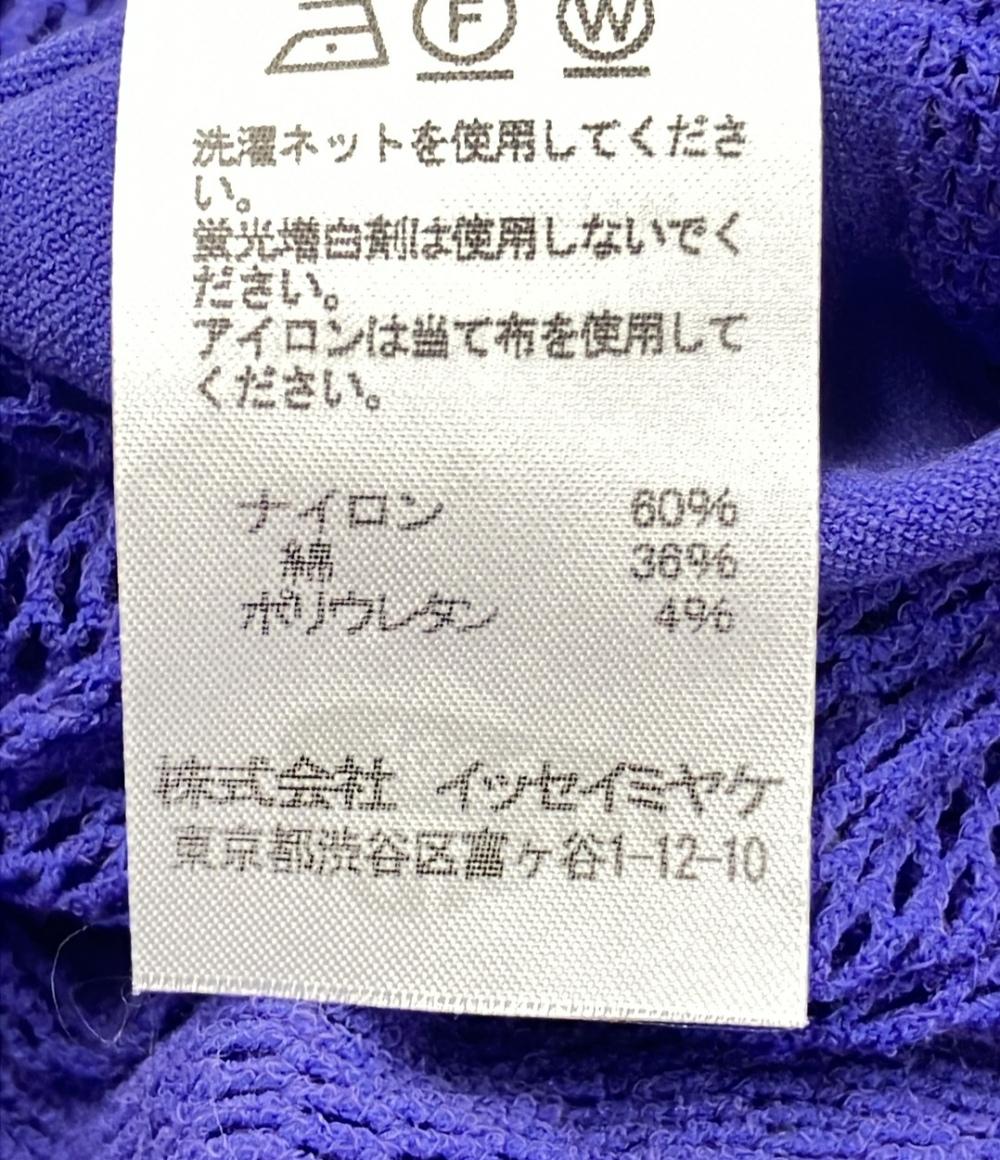 F W
洗濯ネットを使用してくださ
い。
蛍光増白剤は使用しないでく
ださい。
アイロンは当て布を使用して
ください。
ナイロン 60%
綿 36%
ポリウレタン 4%
株式会社 イッセイミヤケ
東京都渋谷区富ヶ谷1-12-10